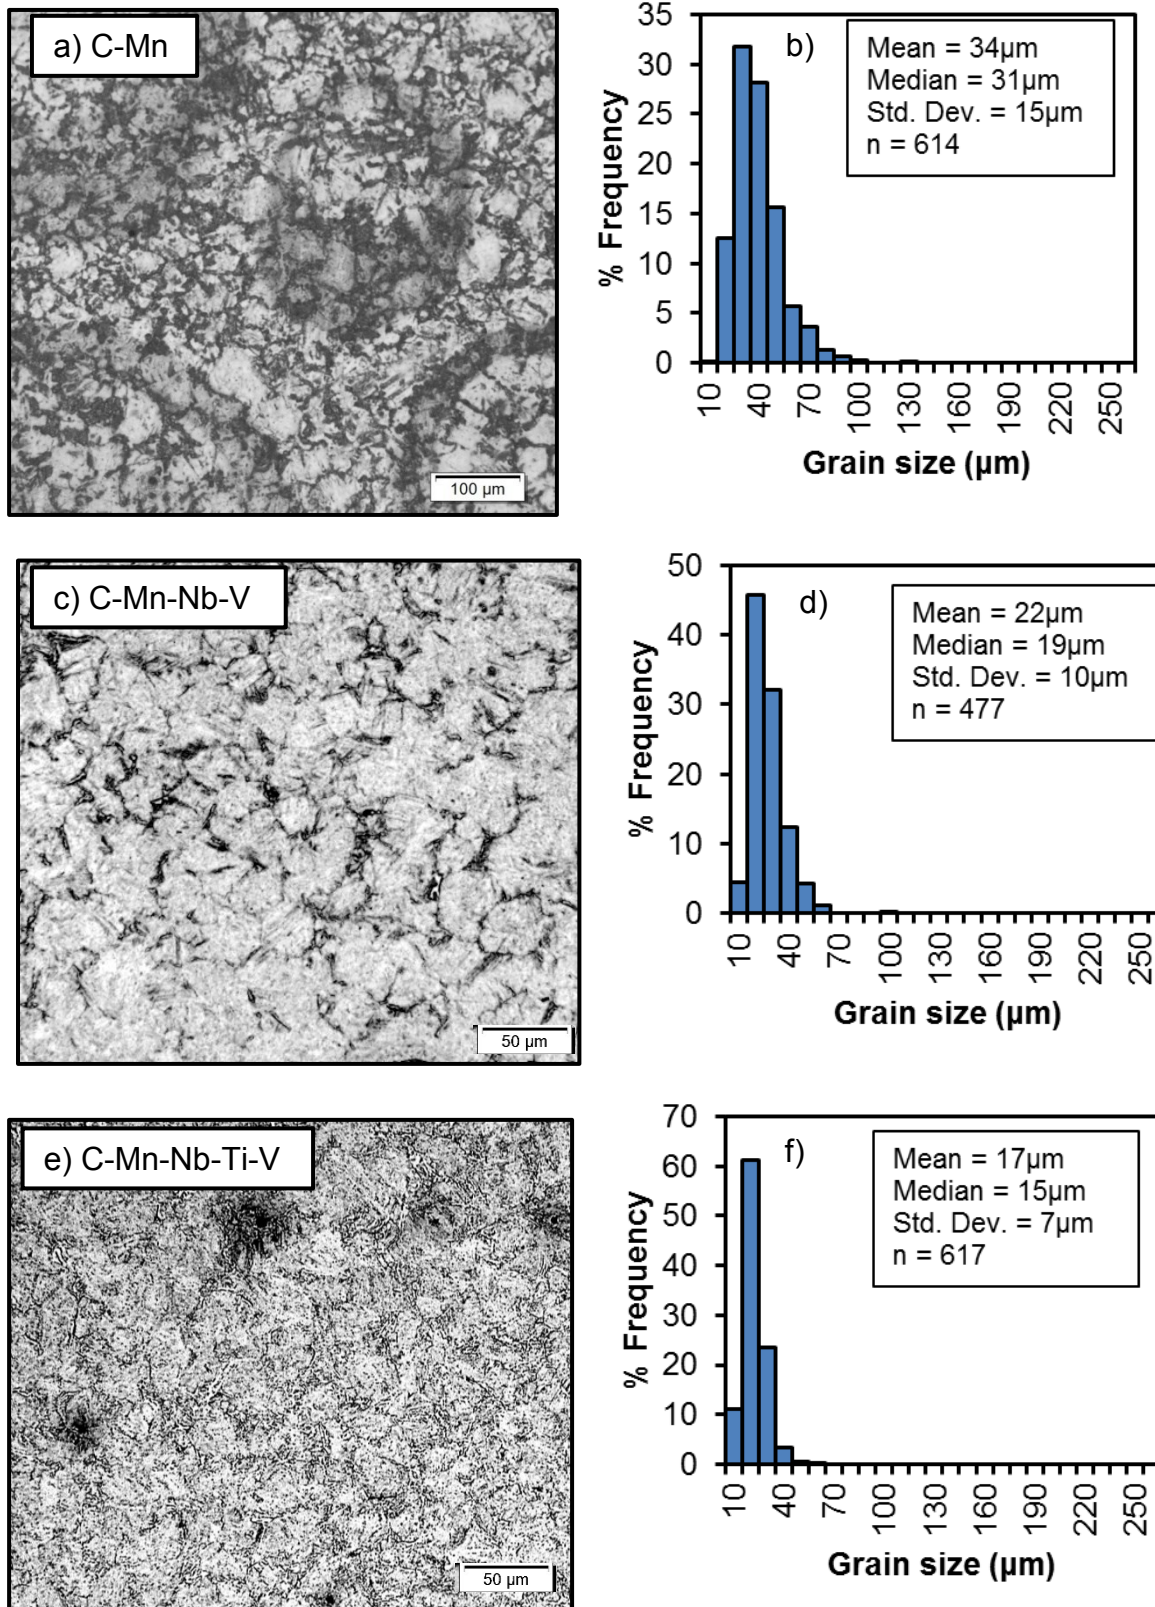 a) C-Mn
100 µm
b)
Mean = 34µm
Median = 31µm
Std. Dev. = 15µm
n = 614
% Frequency
35
30
25
20
15
10
5
0
10 40 70 100 130 160 190 220 250
Grain size (µm)
c) C-Mn-Nb-V
50 µm
d)
Mean = 22µm
Median = 19µm
Std. Dev. = 10µm
n = 477
% Frequency
50
40
30
20
10
0
10 40 70 100 130 160 190 220 250
Grain size (µm)
e) C-Mn-Nb-Ti-V
50 µm
f)
Mean = 17µm
Median = 15µm
Std. Dev. = 7µm
n = 617
% Frequency
70
60
50
40
30
20
10
0
10 40 70 100 130 160 190 220 250
Grain size (µm)